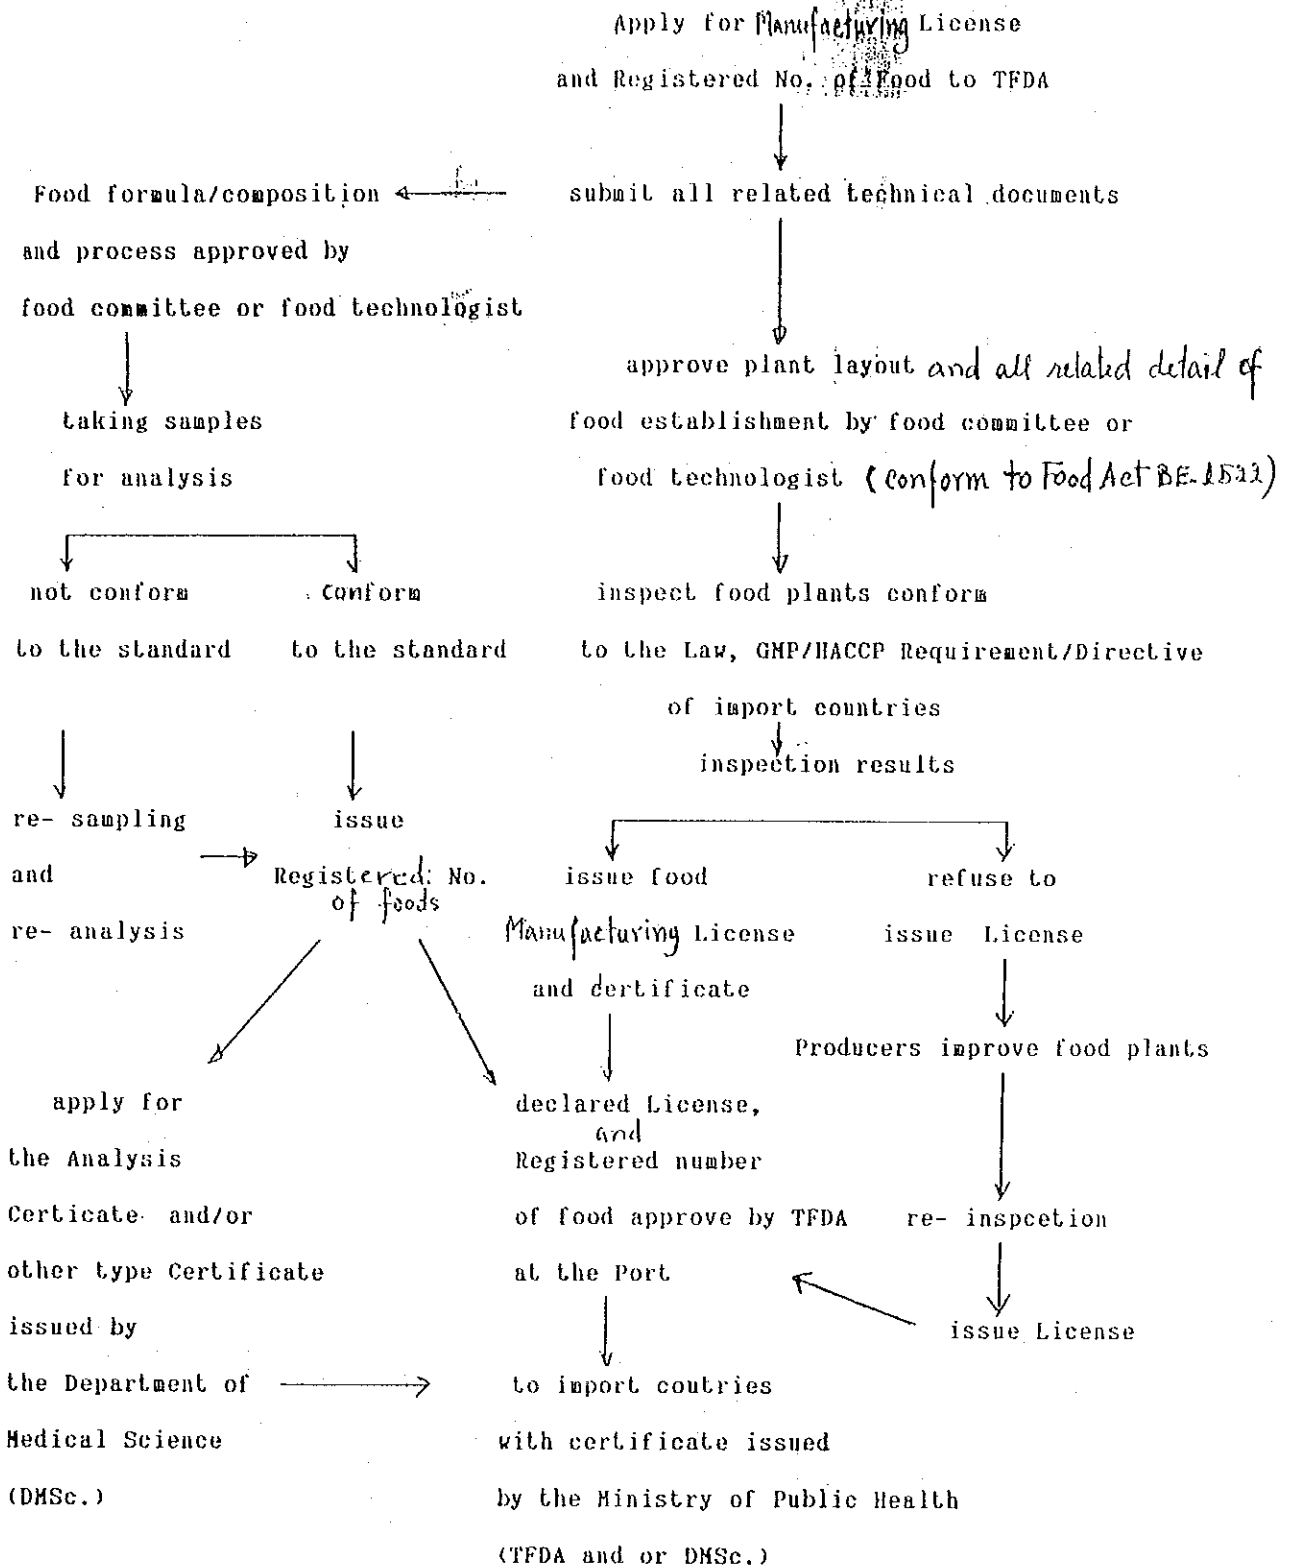 Apply for Manufacturing License
and Registered No. of Food to TFDA
submit all related technical documents
Food formula/composition
and process approved by
food committee or food technologist
taking samples
for analysis
not conform
to the standard
Conform
to the standard
re- sampling
and
re- analysis
issue
Registered: No.
of foods
approve plant layout and all related detail of
food establishment by food committee or
food technologist (conform to Food Act BE.2522)
inspect food plants conform
to the Law, GMP/HACCP Requirement/Directive
of import countries
inspection results
issue food
Manufacturing License
and certificate
refuse to
issue License
Producers improve food plants
re- inspcetion
issue License
apply for
the Analysis
Certicate and/or
other type Certificate
issued by
the Department of
Medical Science
(DMSc.)
declared License,
and
Registered number
of food approve by TFDA
at the Port
to import coutries
with certificate issued
by the Ministry of Public Health
(TFDA and or DMSc.)